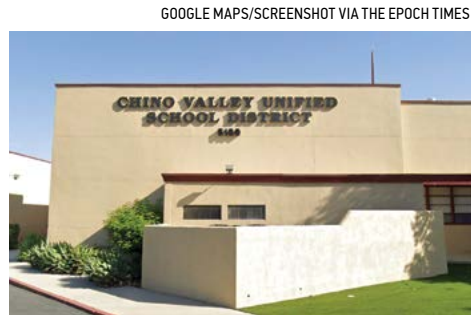 GOOGLE MAPS/SCREENSHOT VIA THE EPOCH TIMES
CHINO VALLEY UNIFIED
SCHOOL DISTRICT